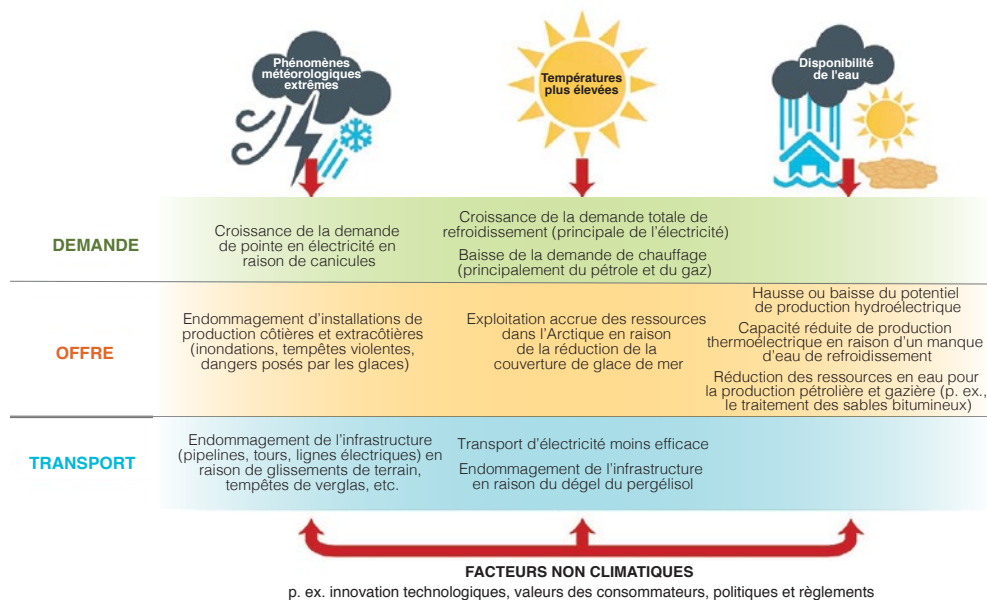 Phénomènes
météorologiques
extrêmes
Températures
plus élevées
Disponibilité
de l'eau
DEMANDE
Croissance de la demande
de pointe en électricité en
raison de canicules
Croissance de la demande totale de
refroidissement (principale de l'électricité)
Baisse de la demande de chauffage
(principalement du pétrole et du gaz)
OFFRE
Endommagement d'installations de
production côtières et extracôtières
(inondations, tempêtes violentes,
dangers posés par les glaces)
Exploitation accrue des ressources
dans l'Arctique en raison
de la réduction de la
couverture de glace de mer
Hausse ou baisse du potentiel
de production hydroélectrique
Capacité réduite de production
thermoélectrique en raison d'un manque
d'eau de refroidissement
Réduction des ressources en eau pour
la production pétrolière et gazière (p. ex.,
le traitement des sables bitumineux)
TRANSPORT
Endommagement de l'infrastructure
(pipelines, tours, lignes électriques) en
raison de glissements de terrain,
tempêtes de verglas, etc.
Transport d'électricité moins efficace
Endommagement de l'infrastructure
en raison du dégel du pergélisol
FACTEURS NON CLIMATIQUES
p. ex. innovation technologiques, valeurs des consommateurs, politiques et règlements